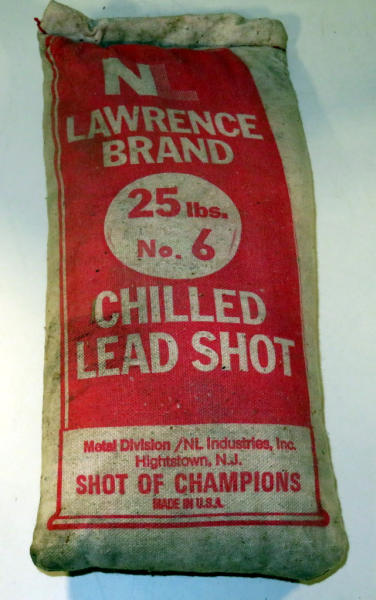 NL
LAWRENCE
BRAND
25 lbs.
No. 6
CHILLED
LEAD SHOT
Metal Division/NL Industries, Inc.
Hightstown, N.J.
SHOT OF CHAMPIONS
MADE IN U.S.A.